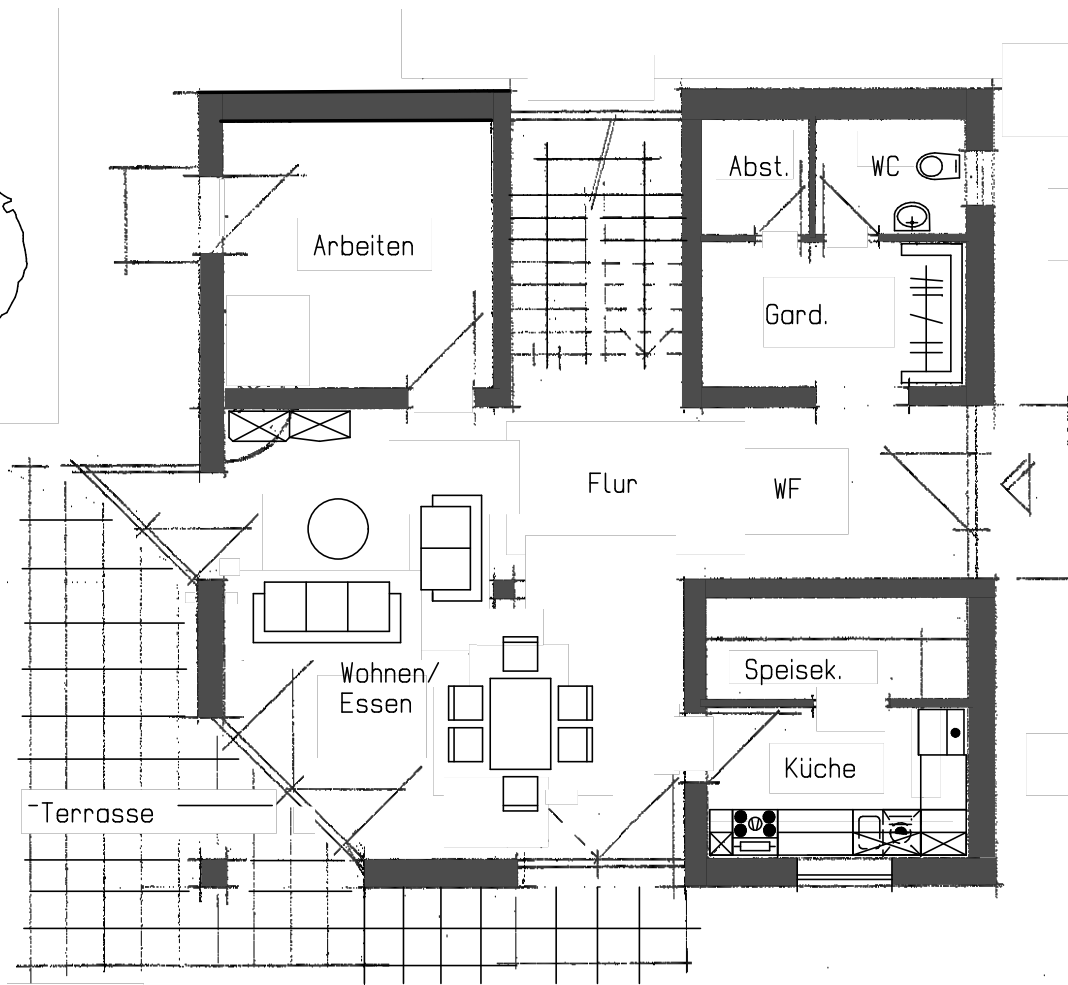 Abst.
WC
Arbeiten
Gard.
Flur
WF
Wohnen/
Essen
Speisek.
Küche
Terrasse